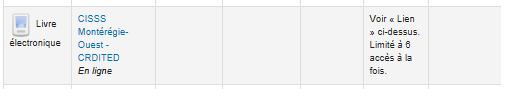 Livre
électronique
CISSS
Montérégie-
Ouest -
CRDITED
En ligne
Voir « Lien
» ci-dessus.
Limité à 6
accès à la
fois.